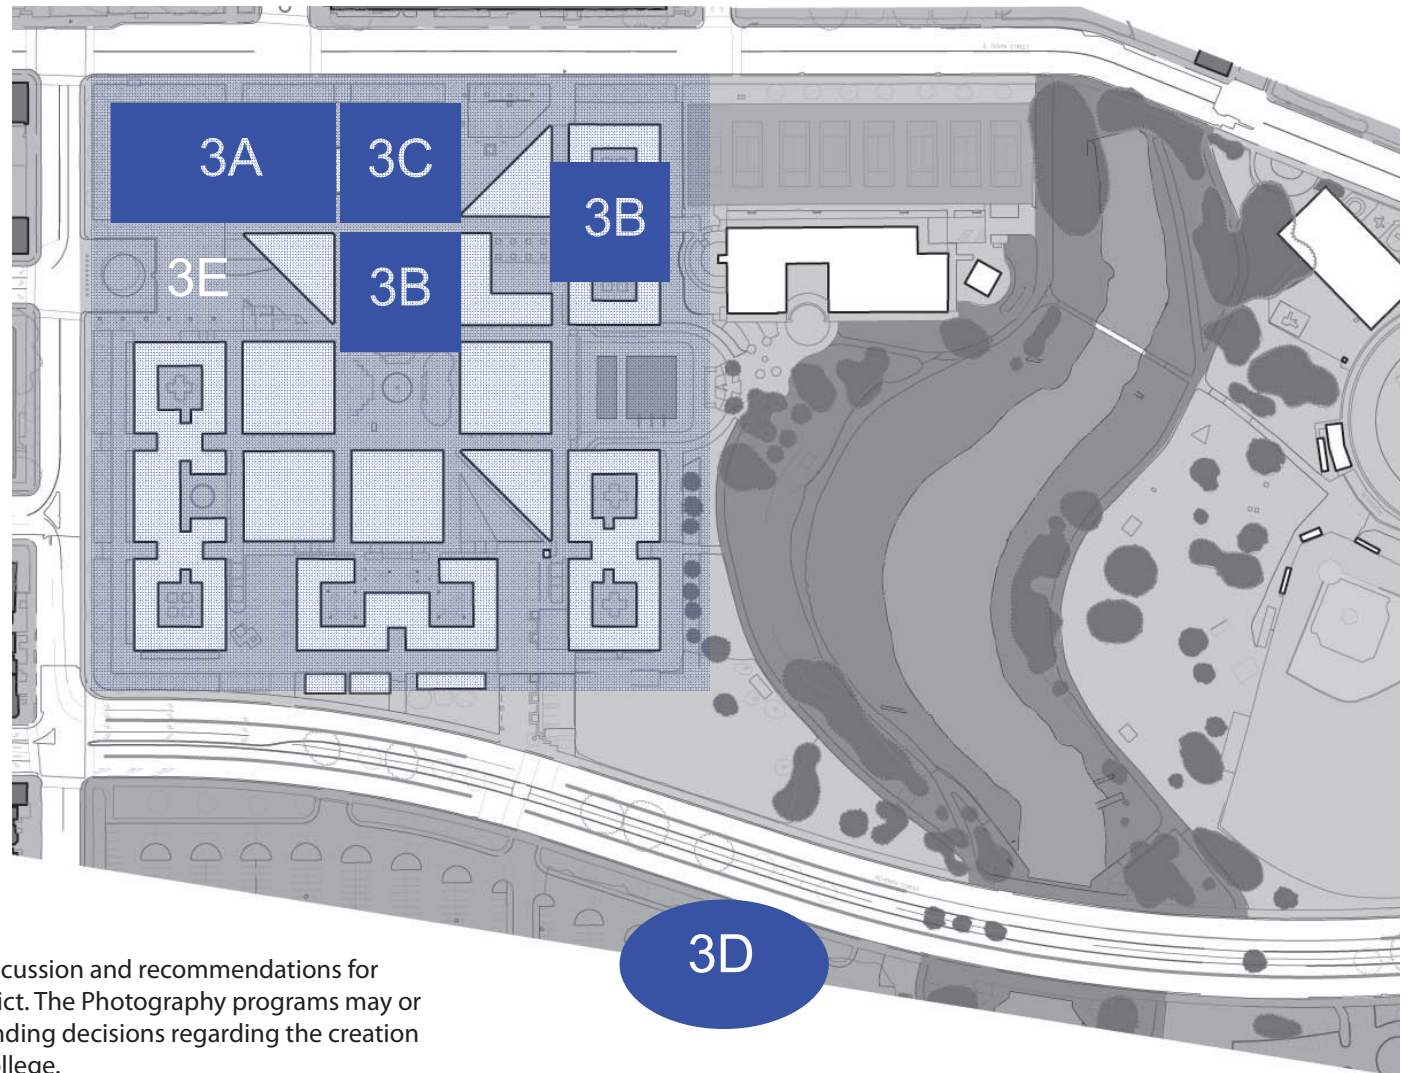 3A
3C
3B
3E
3B
3D
cussion and recommendations for
ict. The Photography programs may or
nding decisions regarding the creation
ollege.